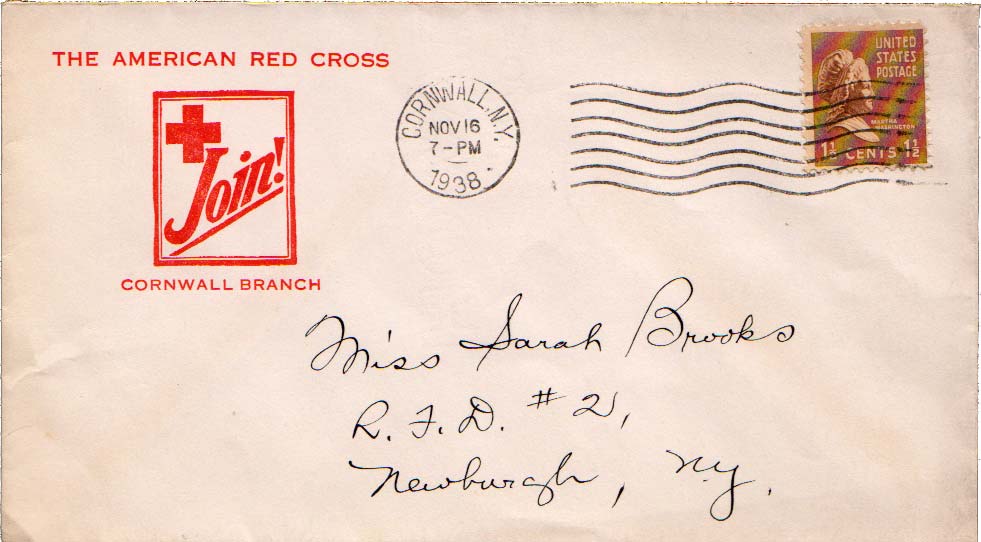 THE AMERICAN RED CROSS
Join!
CORNWALL BRANCH
CORNWALL, N.Y.
NOV 16
7-PM
1938
UNITED
STATES
POSTAGE
MARTHA
WASHINGTON
1½ CENTS 1½
Miss Sarah Brooks
R. F. D. # 2,
Newburgh, Ny.